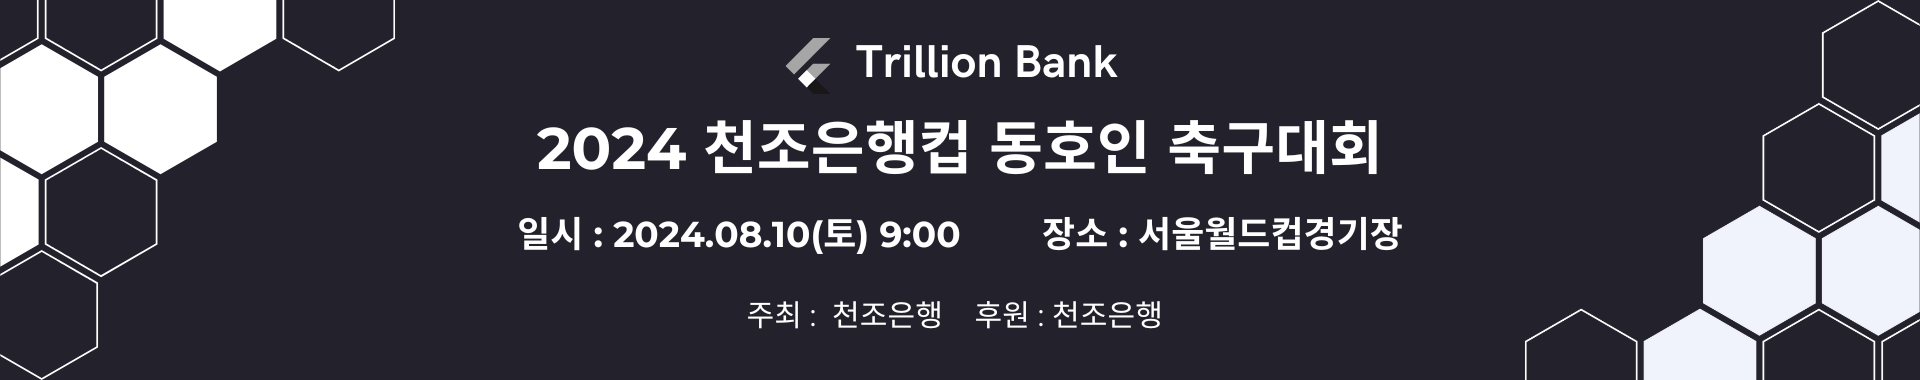 Trillion Bank
2024 천조은행컵 동호인 축구대회
일시 : 2024.08.10(토) 9:00 장소 : 서울월드컵경기장
주최 : 천조은행 후원 : 천조은행